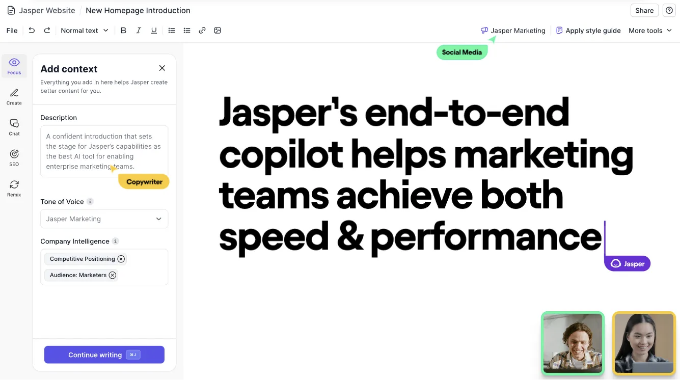 Jasper Website
New Homepage Introduction
Share
File
Normal text
B
I
U
Jasper Marketing
Apply style guide
More tools
Social Media
Focus
Create
Chat
SEO
Remix
Add context
Everything you add in here helps Jasper create
better content for you.
Description
A confident introduction that sets
the stage for Jasper's capabilities as
the best AI tool for enabling
enterprise marketing teams.
Copywriter
Tone of Voice
Jasper Marketing
Company Intelligence
Competitive Positioning
Audience: Marketers
Continue writing
Jasper's end-to-end
copilot helps marketing
teams achieve both
speed & performance
Jasper